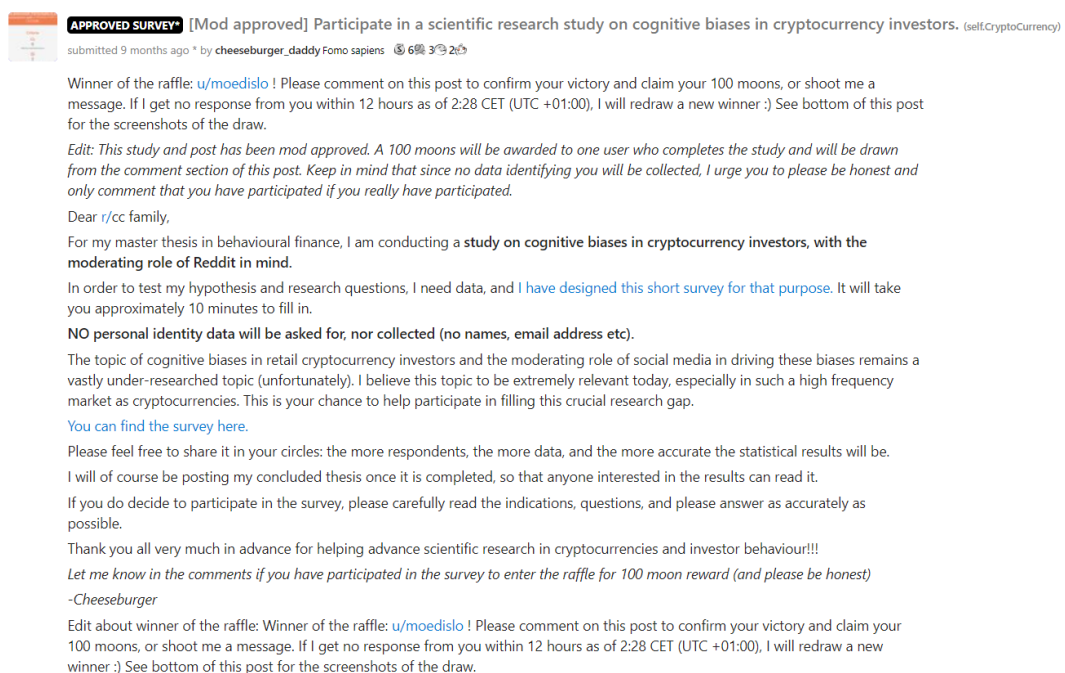 APPROVED SURVEY* [Mod approved] Participate in a scientific research study on cognitive biases in cryptocurrency investors. (self.CryptoCurrency)
submitted 9 months ago * by cheeseburger_daddy Fomo sapiens 6 3 2
Winner of the raffle: u/moedislo ! Please comment on this post to confirm your victory and claim your 100 moons, or shoot me a
message. If I get no response from you within 12 hours as of 2:28 CET (UTC +01:00), I will redraw a new winner :) See bottom of this post
for the screenshots of the draw.
Edit: This study and post has been mod approved. A 100 moons will be awarded to one user who completes the study and will be drawn
from the comment section of this post. Keep in mind that since no data identifying you will be collected, I urge you to please be honest and
only comment that you have participated if you really have participated.
Dear r/cc family,
For my master thesis in behavioural finance, I am conducting a study on cognitive biases in cryptocurrency investors, with the
moderating role of Reddit in mind.
In order to test my hypothesis and research questions, I need data, and I have designed this short survey for that purpose. It will take
you approximately 10 minutes to fill in.
NO personal identity data will be asked for, nor collected (no names, email address etc).
The topic of cognitive biases in retail cryptocurrency investors and the moderating role of social media in driving these biases remains a
vastly under-researched topic (unfortunately). I believe this topic to be extremely relevant today, especially in such a high frequency
market as cryptocurrencies. This is your chance to help participate in filling this crucial research gap.
You can find the survey here.
Please feel free to share it in your circles: the more respondents, the more data, and the more accurate the statistical results will be.
I will of course be posting my concluded thesis once it is completed, so that anyone interested in the results can read it.
If you do decide to participate in the survey, please carefully read the indications, questions, and please answer as accurately as
possible.
Thank you all very much in advance for helping advance scientific research in cryptocurrencies and investor behaviour!!!
Let me know in the comments if you have participated in the survey to enter the raffle for 100 moon reward (and please be honest)
-Cheeseburger
Edit about winner of the raffle: Winner of the raffle: u/moedislo ! Please comment on this post to confirm your victory and claim your
100 moons, or shoot me a message. If I get no response from you within 12 hours as of 2:28 CET (UTC +01:00), I will redraw a new
winner :) See bottom of this post for the screenshots of the draw.